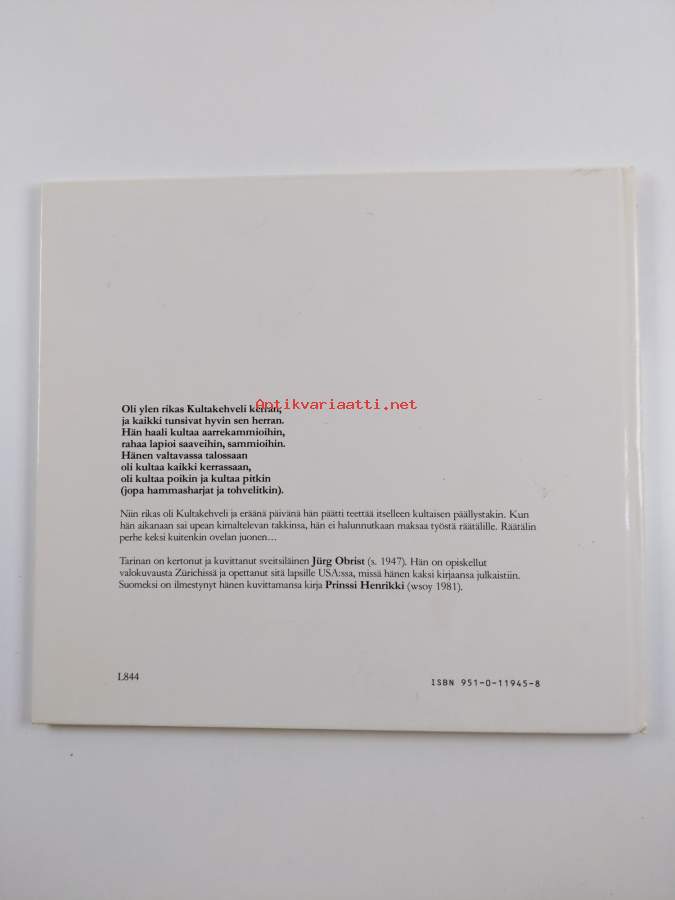 Oli ylen rikas Kultakehveli kerran,
Antikvariaatti.net
ja kaikki tunsivat hyvin sen herran.
Hän haali kultaa aarrekammioihin,
rahaa lapioi saaveihin, sammioihin.
Hänen valtavassa talossaan
oli kultaa kaikki kerrassaan,
oli kultaa poikin ja kultaa pitkin
(jopa hammasharjat ja tohvelitkin).
Niin rikas oli Kultakehveli ja eräänä päivänä hän päätti teettää itselleen kultaisen päällystakin. Kun
hän aikanaan sai upean kimaltelevan takkinsa, hän ei halunnutkaan maksaa työstä räätälille. Räätälin
perhe keksi kuitenkin ovelan juonen...
Tarinan on kertonut ja kuvittanut sveitsiläinen Jürg Obrist (s. 1947). Hän on opiskellut
valokuvausta Zürichissä ja opettanut sitä lapsille USA:ssa, missä hänen kaksi kirjaansa julkaistiin.
Suomeksi on ilmestynyt hänen kuvittamansa kirja Prinssi Henrikki (wsoy 1981).
L844
ISBN 951-0-11945-8